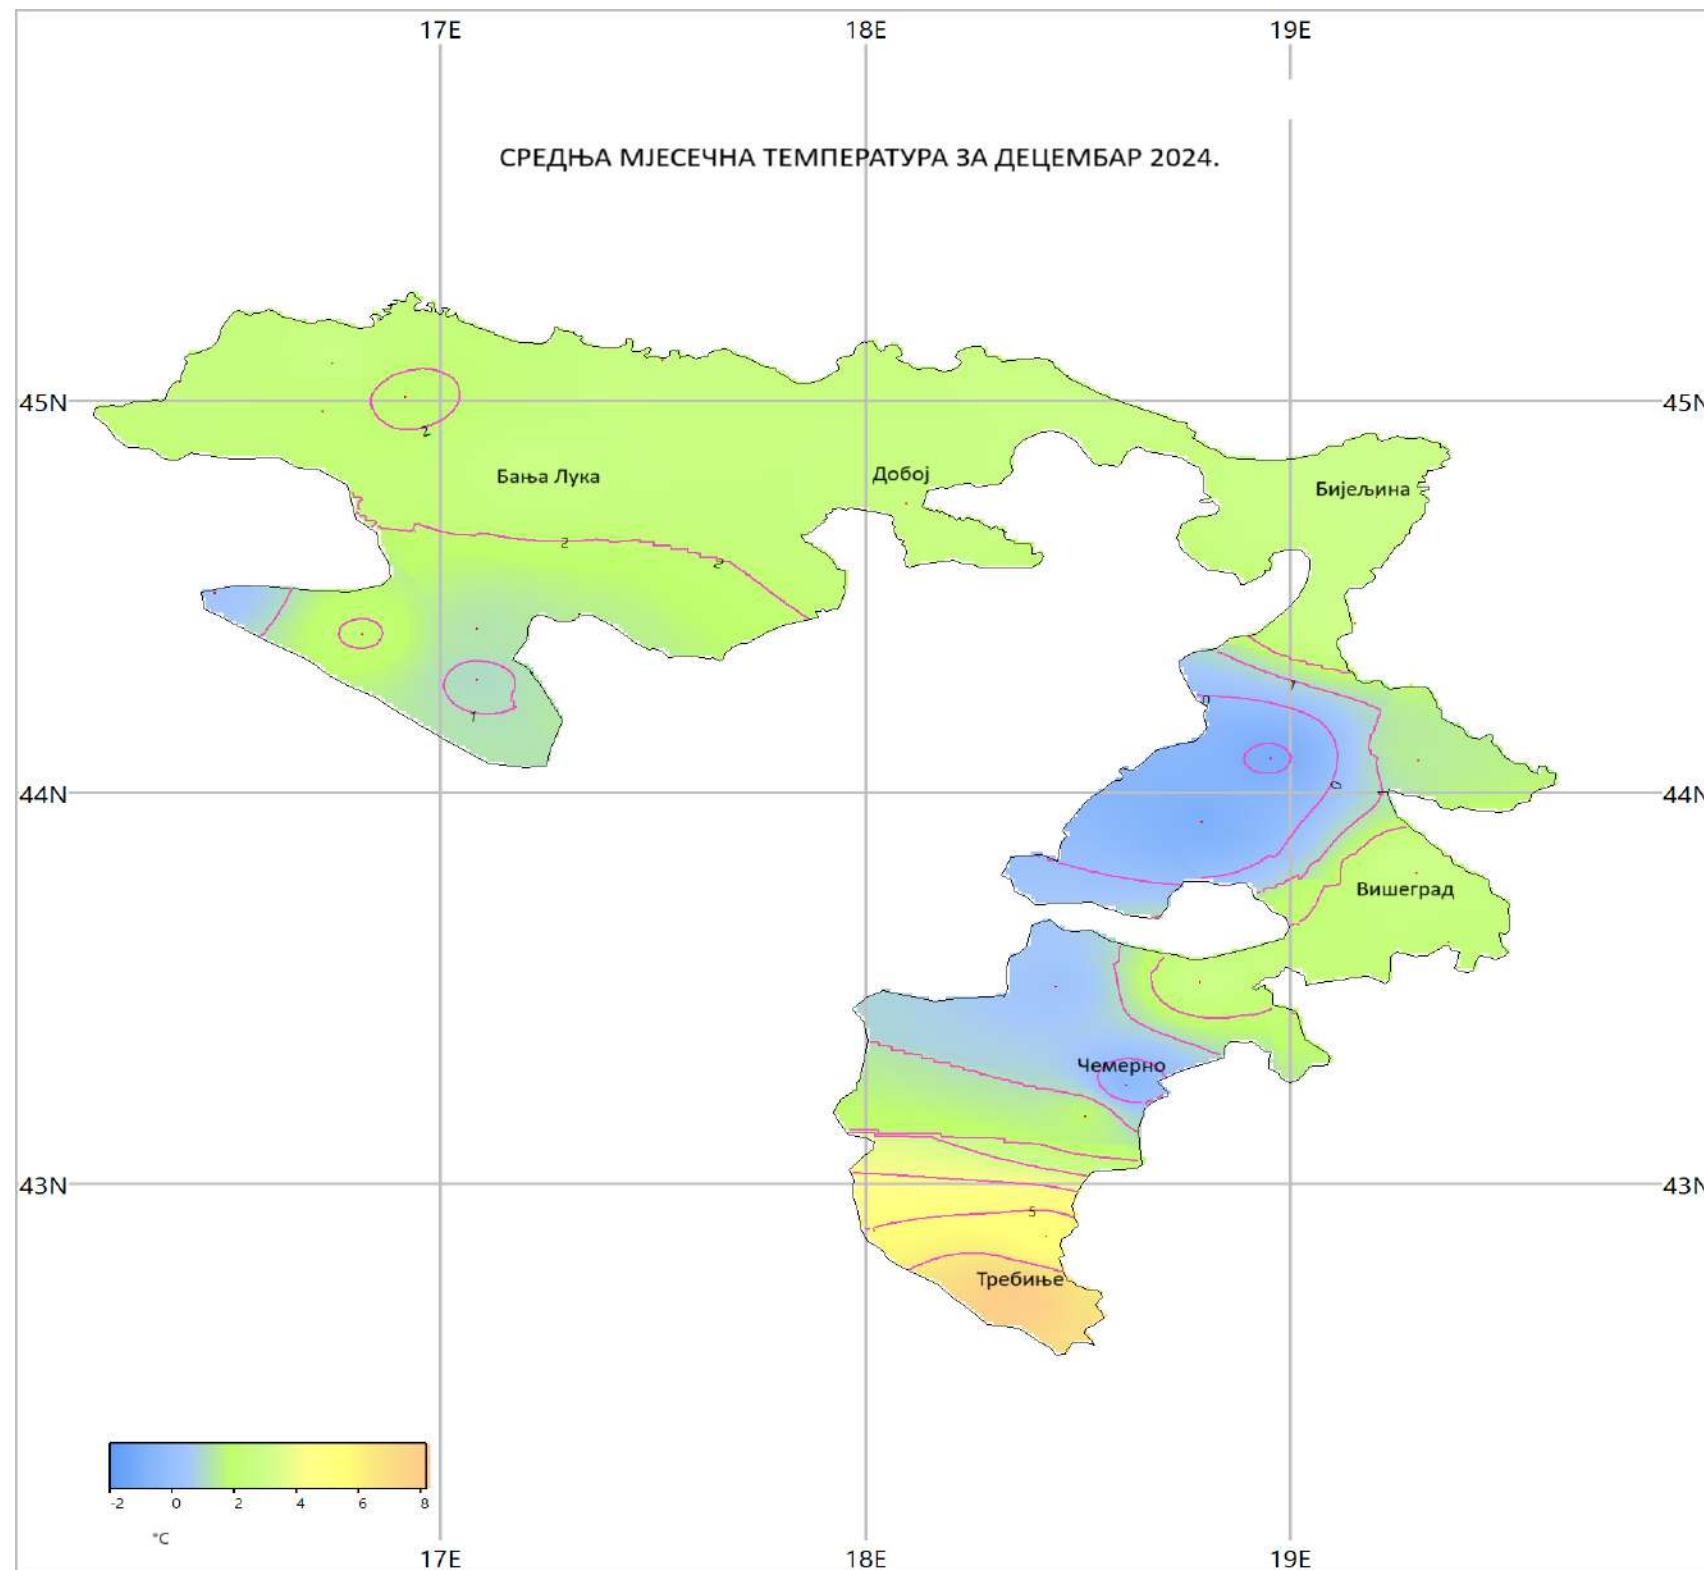 17E 18E 19E
СРЕДЊА МЈЕСЕЧНА ТЕМПЕРАТУРА ЗА ДЕЦЕМБАР 2024.
45N 45N
2
Бања Лука
Добој
Бијељина
2
2
1
0
1
0
44N 44N
1
Вишеград
Чемерно
43N 43N
5
Требиње
-2 0 2 4 6 8
°C
17E 18E 19E